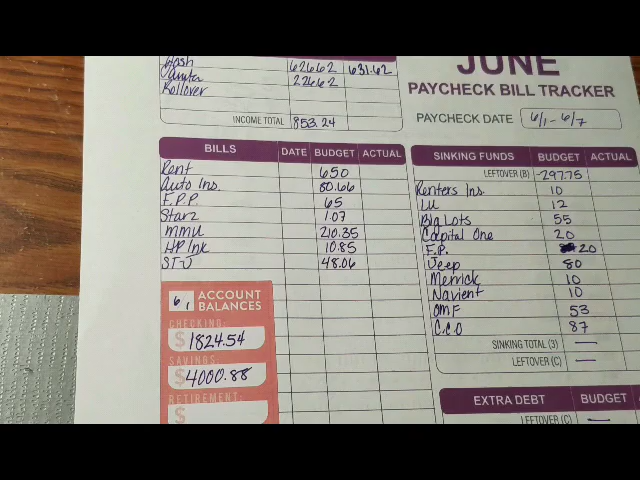 JUNE
PAYCHECK BILL TRACKER
PAYCHECK DATE 6/1-6/7
626.62 631.62
226.62
Rollover
INCOME TOTAL 853.24
BILLS DATE BUDGET ACTUAL
Rent 650
Auto Ins. 80.66
F.P.P. 65
Starz 1.07
MMU 210.35
HP Ink 10.85
ST-J 48.06
6/1 ACCOUNT BALANCES
CHECKING:
$1824.54
SAVINGS:
$4000.88
RETIREMENT:
$
SINKING FUNDS BUDGET ACTUAL
LEFTOVER (B) -297.75
Renters Ins. 10
LU 12
Big Lots 55
Capital One 20
F.P. 20
Jeep 80
Merrick 10
Navient 10
OMF 53
C.C.O 87
SINKING TOTAL (3) —
LEFTOVER (C) —
EXTRA DEBT BUDGET
LEFTOVER (C) —